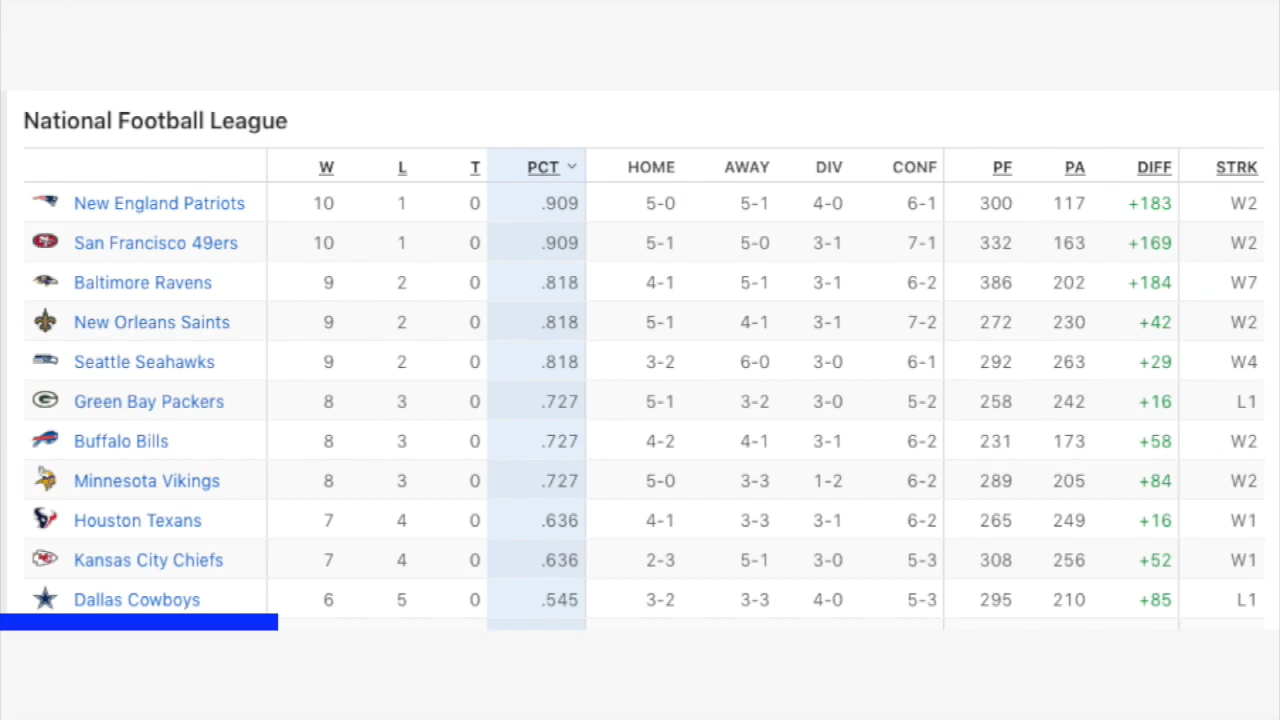 National Football League
W L T PCT HOME AWAY DIV CONF PF PA DIFF STRK
New England Patriots 10 1 0 .909 5-0 5-1 4-0 6-1 300 117 +183 W2
San Francisco 49ers 10 1 0 .909 5-1 5-0 3-1 7-1 332 163 +169 W2
Baltimore Ravens 9 2 0 .818 4-1 5-1 3-1 6-2 386 202 +184 W7
New Orleans Saints 9 2 0 .818 5-1 4-1 3-1 7-2 272 230 +42 W2
Seattle Seahawks 9 2 0 .818 3-2 6-0 3-0 6-1 292 263 +29 W4
Green Bay Packers 8 3 0 .727 5-1 3-2 3-0 5-2 258 242 +16 L1
Buffalo Bills 8 3 0 .727 4-2 4-1 3-1 6-2 231 173 +58 W2
Minnesota Vikings 8 3 0 .727 5-0 3-3 1-2 6-2 289 205 +84 W2
Houston Texans 7 4 0 .636 4-1 3-3 3-1 6-2 265 249 +16 W1
Kansas City Chiefs 7 4 0 .636 2-3 5-1 3-0 5-3 308 256 +52 W1
Dallas Cowboys 6 5 0 .545 3-2 3-3 4-0 5-3 295 210 +85 L1